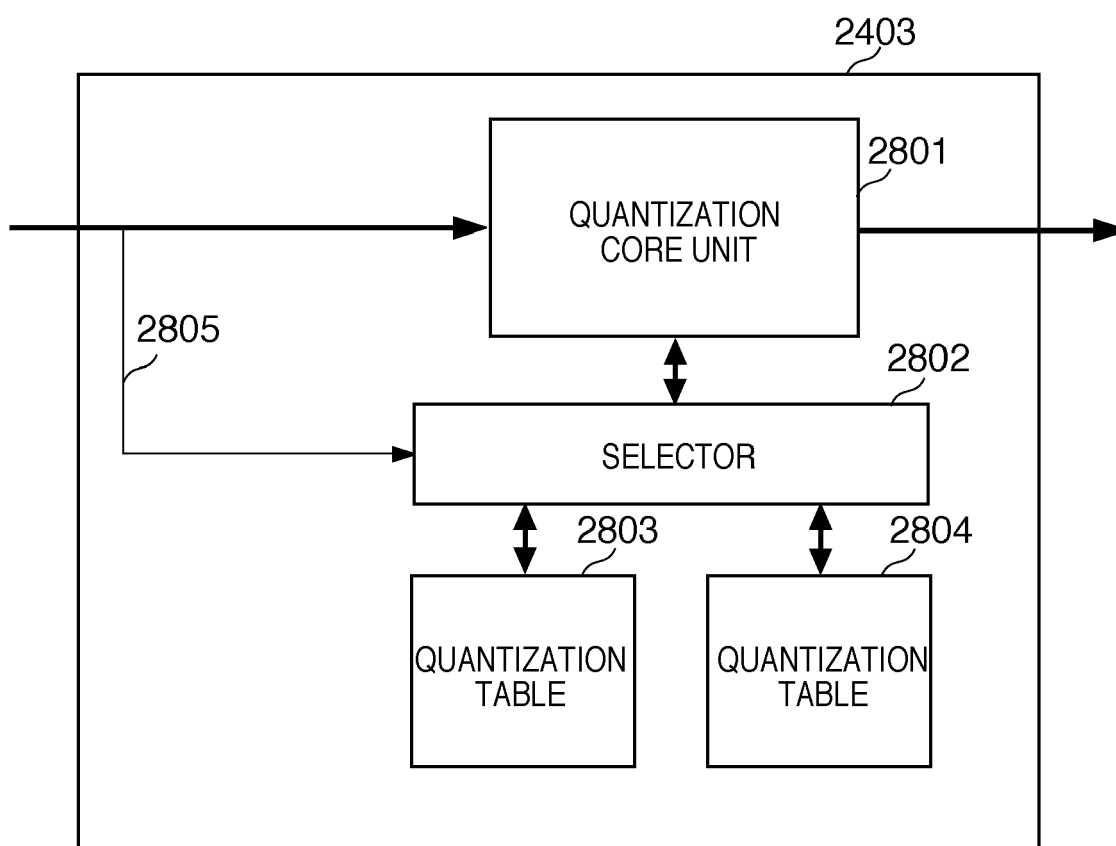 2403
2801
QUANTIZATION
CORE UNIT
2805
2802
SELECTOR
2803
2804
QUANTIZATION
TABLE
QUANTIZATION
TABLE